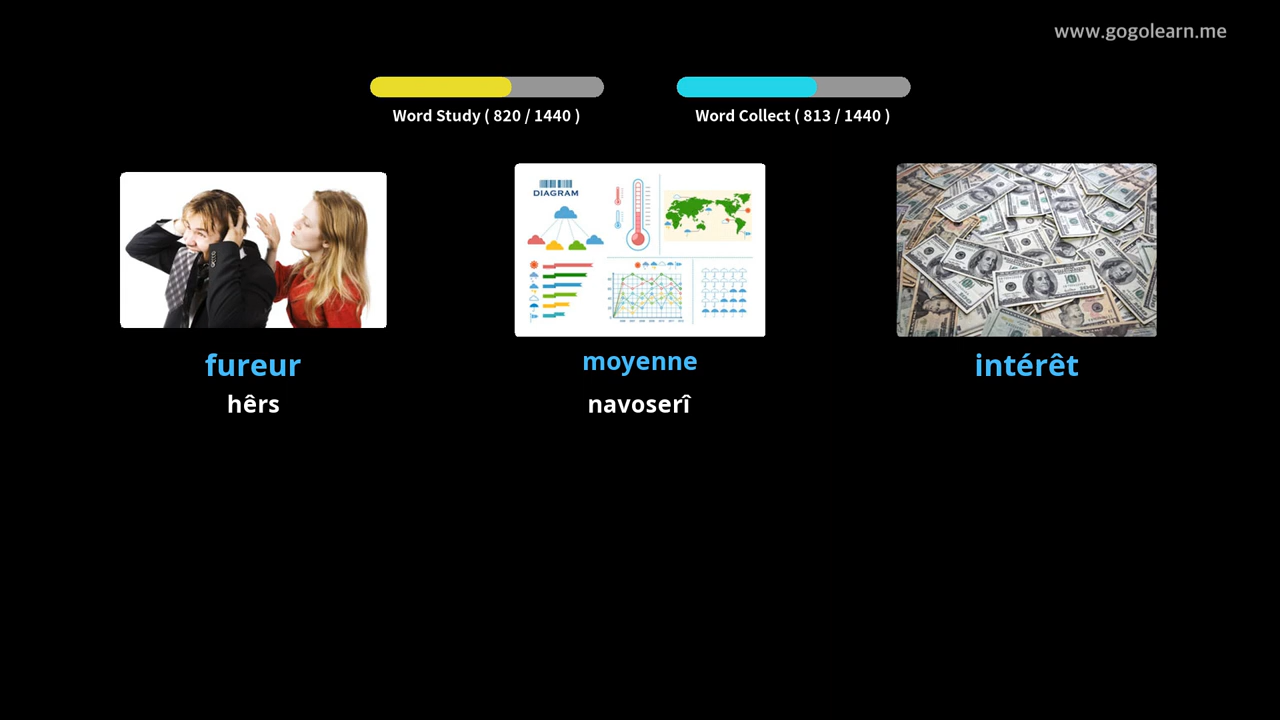 www.gogolearn.me
Word Study ( 820 / 1440 )
Word Collect ( 813 / 1440 )
DIAGRAM
fureur
moyenne
intérêt
hêrs
navoserî